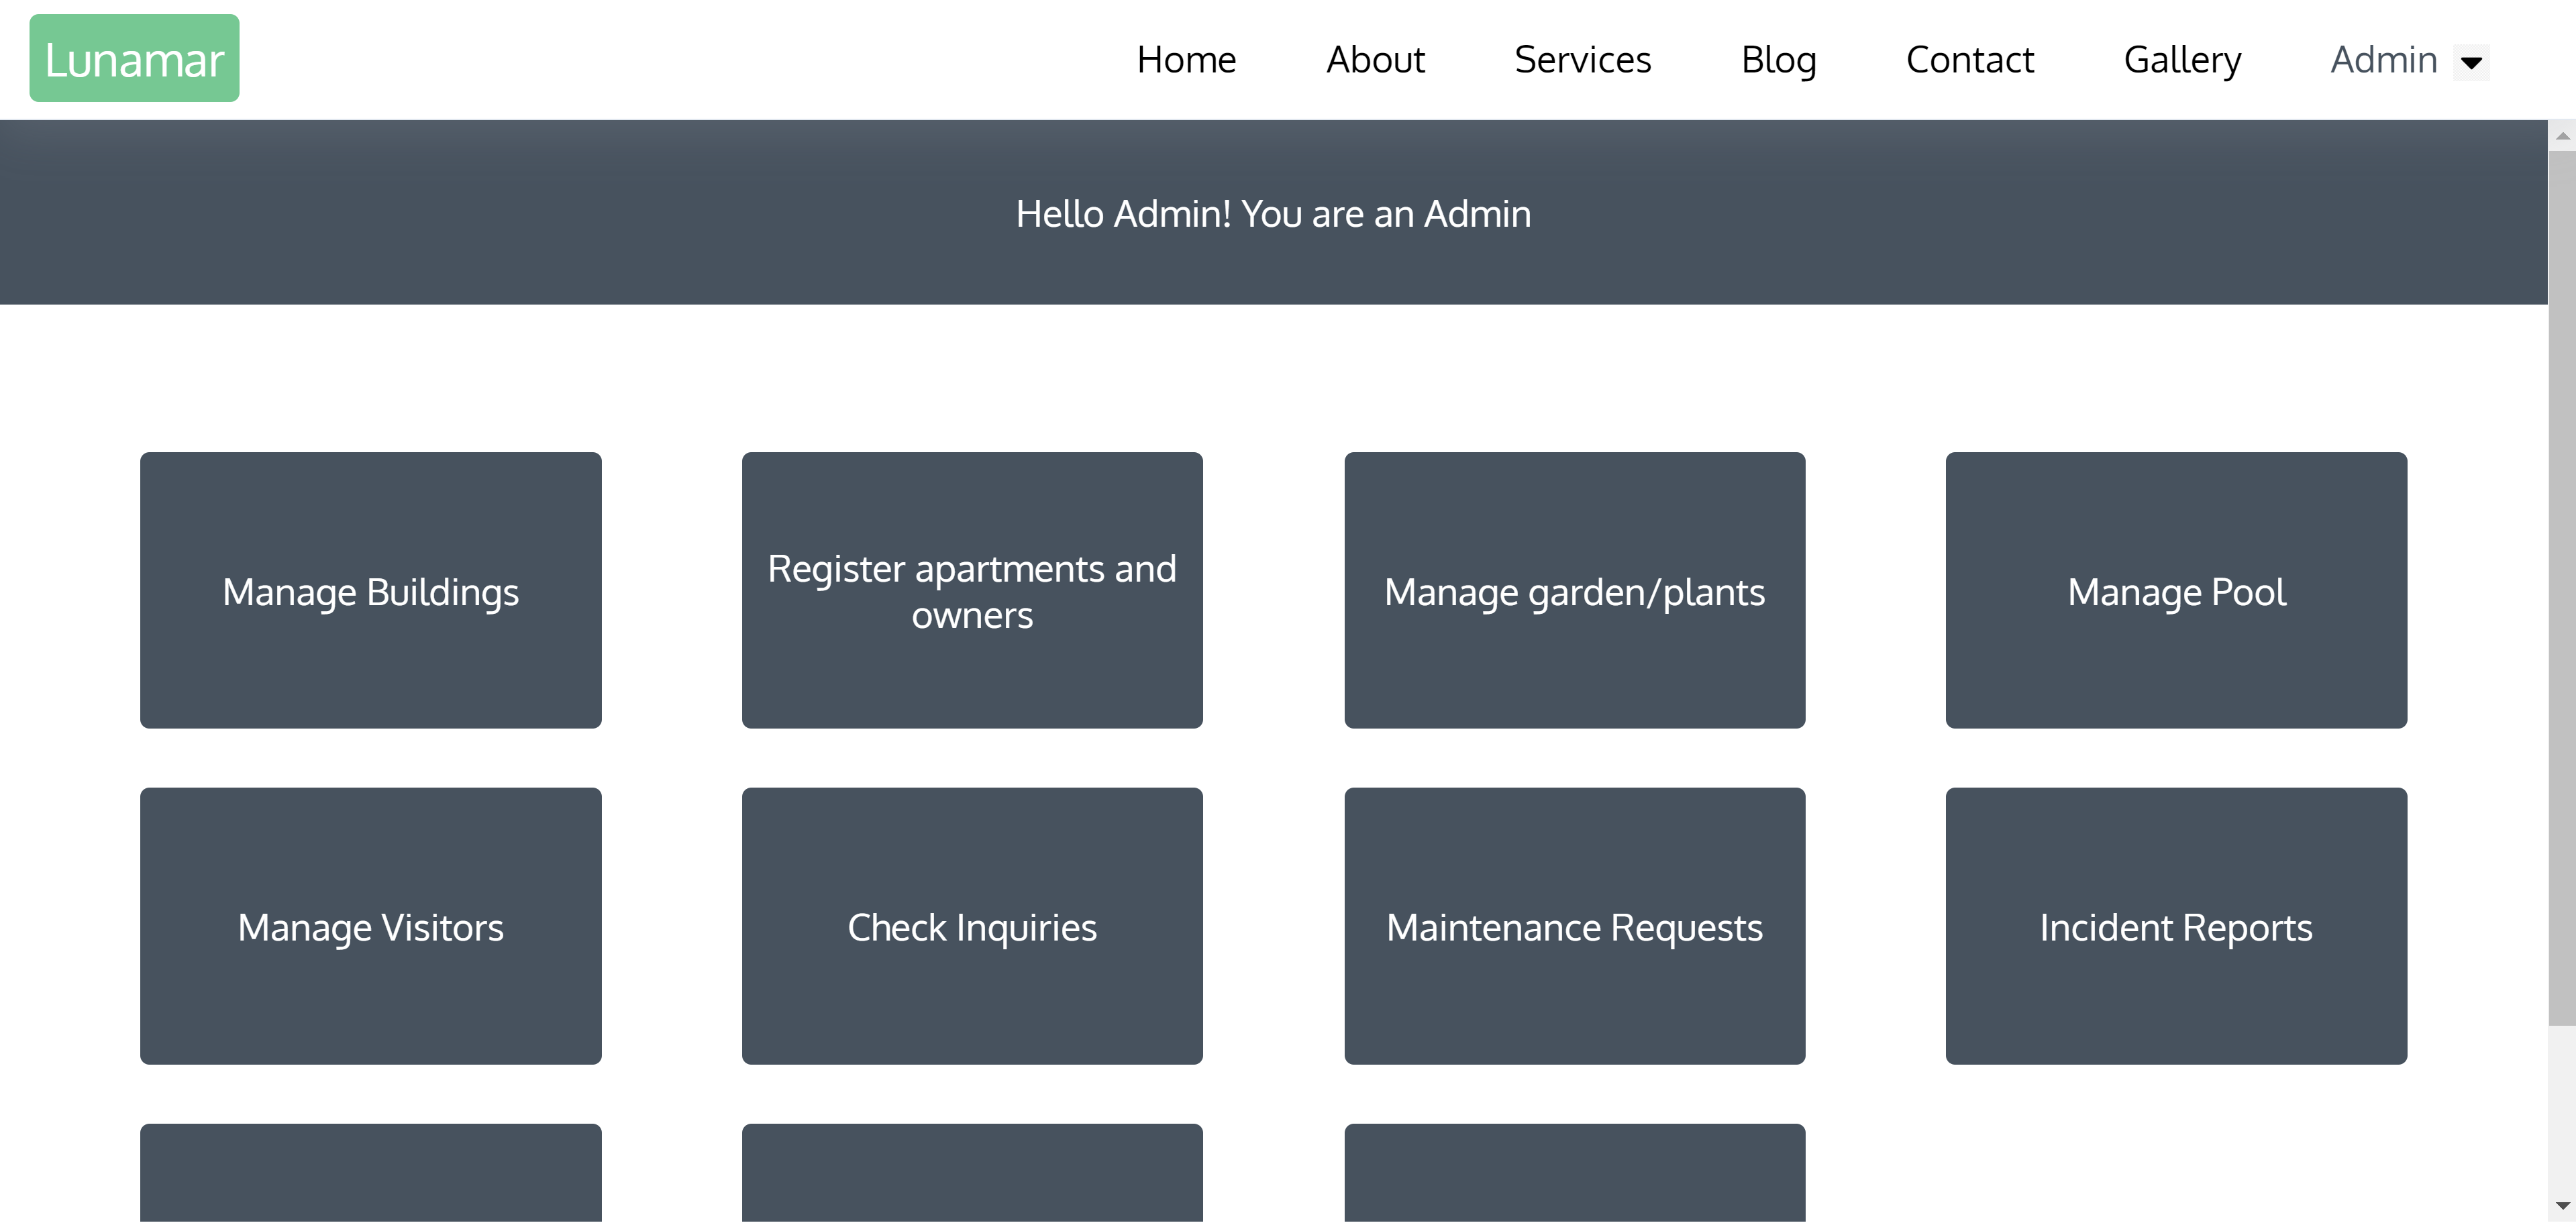 Lunamar
Home
About
Services
Blog
Contact
Gallery
Admin
Hello Admin! You are an Admin
Manage Buildings
Register apartments and
owners
Manage garden/plants
Manage Pool
Manage Visitors
Check Inquiries
Maintenance Requests
Incident Reports